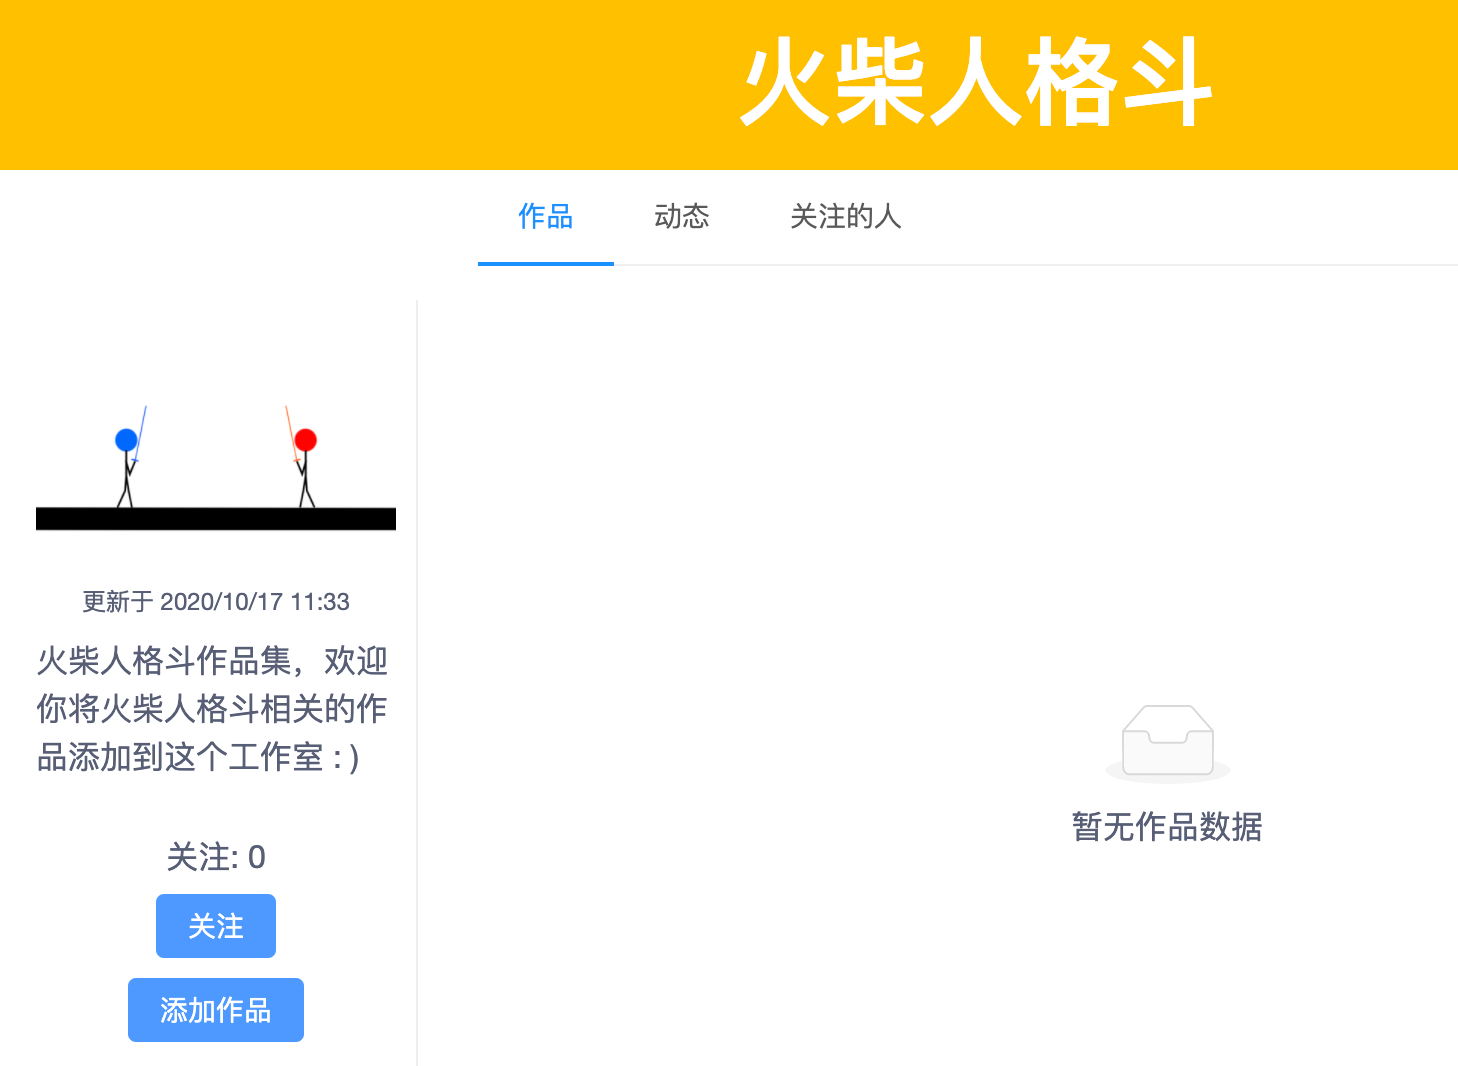 火柴人格斗
作品
动态
关注的人
更新于 2020/10/17 11:33
火柴人格斗作品集，欢迎
你将火柴人格斗相关的作
品添加到这个工作室 : )
关注: 0
关注
添加作品
暂无作品数据